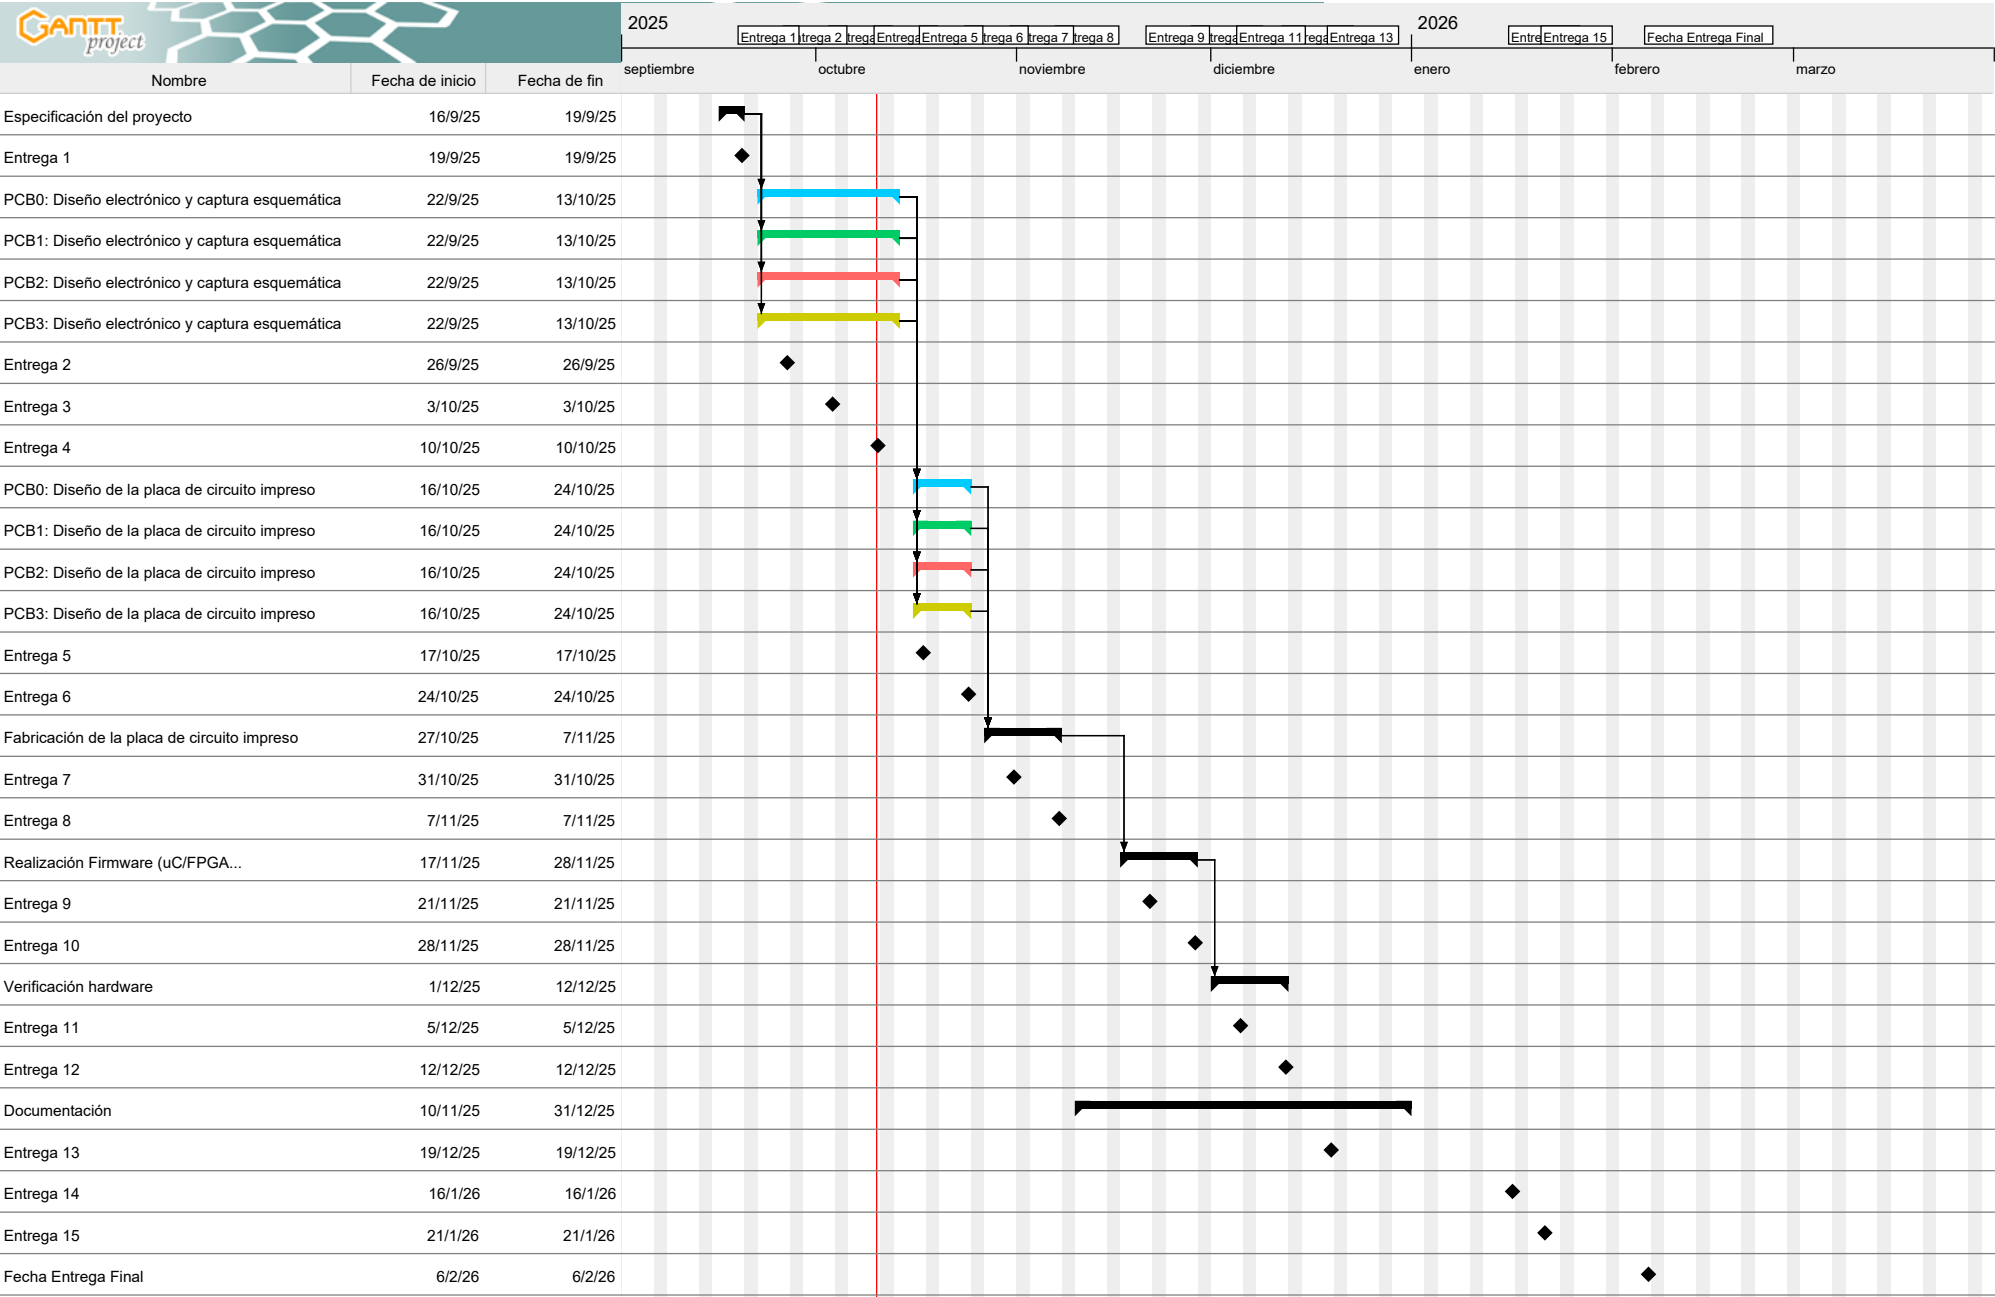 GANTT project
2025
2026
Entrega 1
Entrega 5
Entrega 9
Entrega 11
Entrega 13
Entrega 15
Fecha Entrega Final
septiembre octubre noviembre diciembre enero febrero marzo
Nombre Fecha de inicio Fecha de fin
Especificación del proyecto 16/9/25 19/9/25
Entrega 1 19/9/25 19/9/25
PCB0: Diseño electrónico y captura esquemática 22/9/25 13/10/25
PCB1: Diseño electrónico y captura esquemática 22/9/25 13/10/25
PCB2: Diseño electrónico y captura esquemática 22/9/25 13/10/25
PCB3: Diseño electrónico y captura esquemática 22/9/25 13/10/25
Entrega 2 26/9/25 26/9/25
Entrega 3 3/10/25 3/10/25
Entrega 4 10/10/25 10/10/25
PCB0: Diseño de la placa de circuito impreso 16/10/25 24/10/25
PCB1: Diseño de la placa de circuito impreso 16/10/25 24/10/25
PCB2: Diseño de la placa de circuito impreso 16/10/25 24/10/25
PCB3: Diseño de la placa de circuito impreso 16/10/25 24/10/25
Entrega 5 17/10/25 17/10/25
Entrega 6 24/10/25 24/10/25
Fabricación de la placa de circuito impreso 27/10/25 7/11/25
Entrega 7 31/10/25 31/10/25
Entrega 8 7/11/25 7/11/25
Realización Firmware (uC/FPGA... 17/11/25 28/11/25
Entrega 9 21/11/25 21/11/25
Entrega 10 28/11/25 28/11/25
Verificación hardware 1/12/25 12/12/25
Entrega 11 5/12/25 5/12/25
Entrega 12 12/12/25 12/12/25
Documentación 10/11/25 31/12/25
Entrega 13 19/12/25 19/12/25
Entrega 14 16/1/26 16/1/26
Entrega 15 21/1/26 21/1/26
Fecha Entrega Final 6/2/26 6/2/26